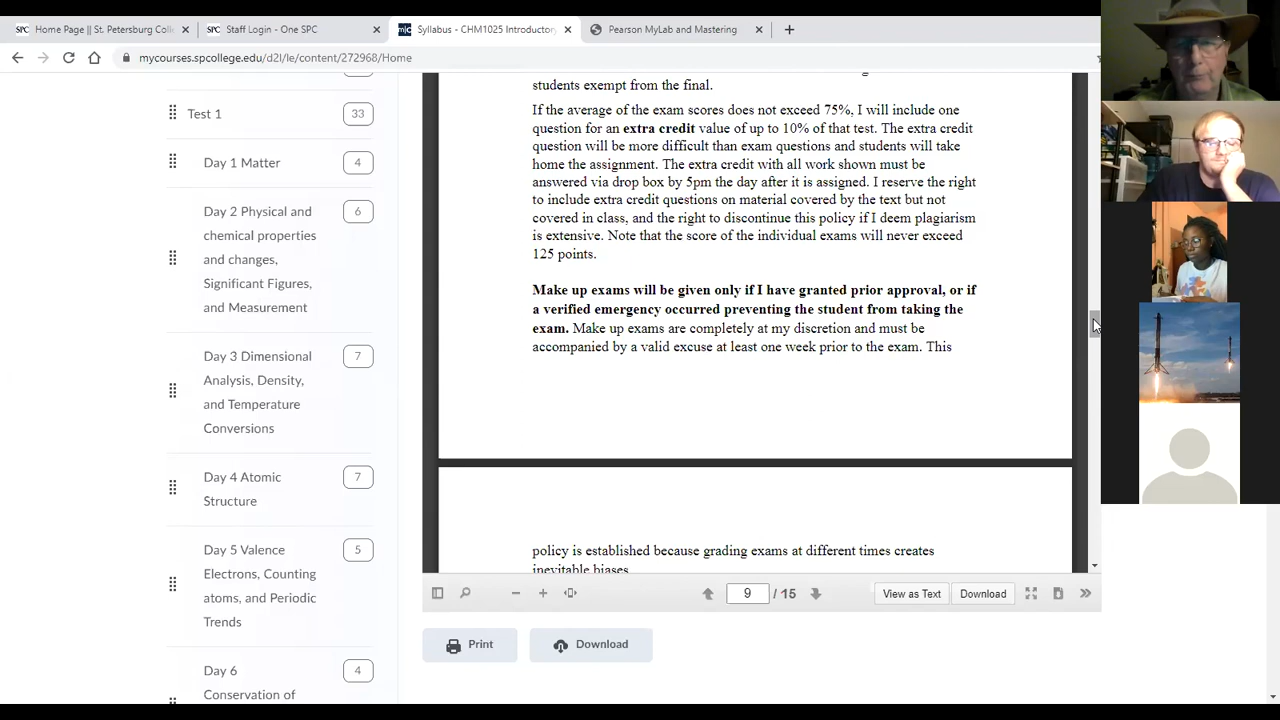 SPC Home Page || St. Petersburg Coll
SPC Staff Login - One SPC
Syllabus - CHM1025 Introductory
Pearson MyLab and Mastering
mycourses.spcollege.edu/d2l/le/content/272968/Home
Test 1
33
Day 1 Matter
4
Day 2 Physical and
6
chemical properties
and changes,
Significant Figures,
and Measurement
Day 3 Dimensional
7
Analysis, Density,
and Temperature
Conversions
Day 4 Atomic
7
Structure
Day 5 Valence
5
Electrons, Counting
atoms, and Periodic
Trends
Day 6
4
Conservation of
students exempt from the final.
If the average of the exam scores does not exceed 75%, I will include one
question for an extra credit value of up to 10% of that test. The extra credit
question will be more difficult than exam questions and students will take
home the assignment. The extra credit with all work shown must be
answered via drop box by 5pm the day after it is assigned. I reserve the right
to include extra credit questions on material covered by the text but not
covered in class, and the right to discontinue this policy if I deem plagiarism
is extensive. Note that the score of the individual exams will never exceed
125 points.
Make up exams will be given only if I have granted prior approval, or if
a verified emergency occurred preventing the student from taking the
exam. Make up exams are completely at my discretion and must be
accompanied by a valid excuse at least one week prior to the exam. This
policy is established because grading exams at different times creates
inevitable biases
9 / 15
View as Text
Download
Print
Download